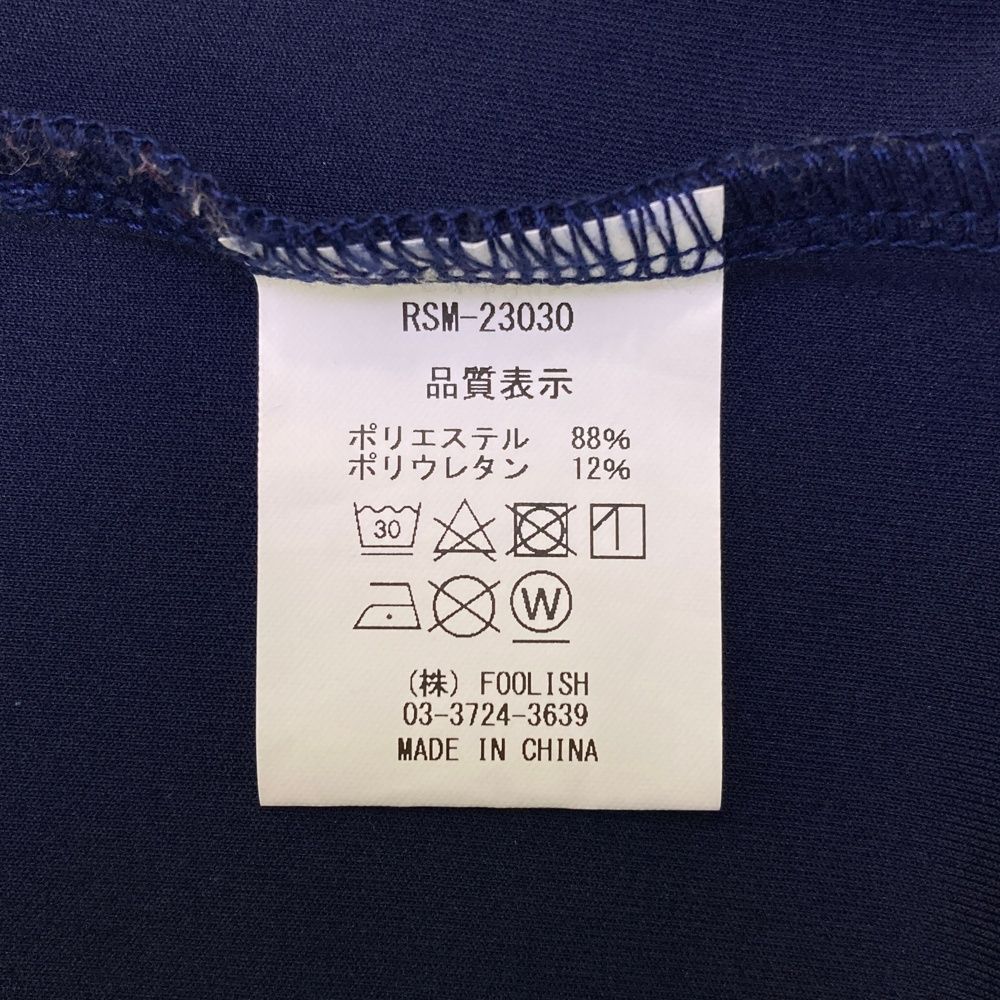 RSM-23030
品質表示
ポリエステル 88%
ポリウレタン 12%
30
W
(株) FOOLISH
03-3724-3639
MADE IN CHINA